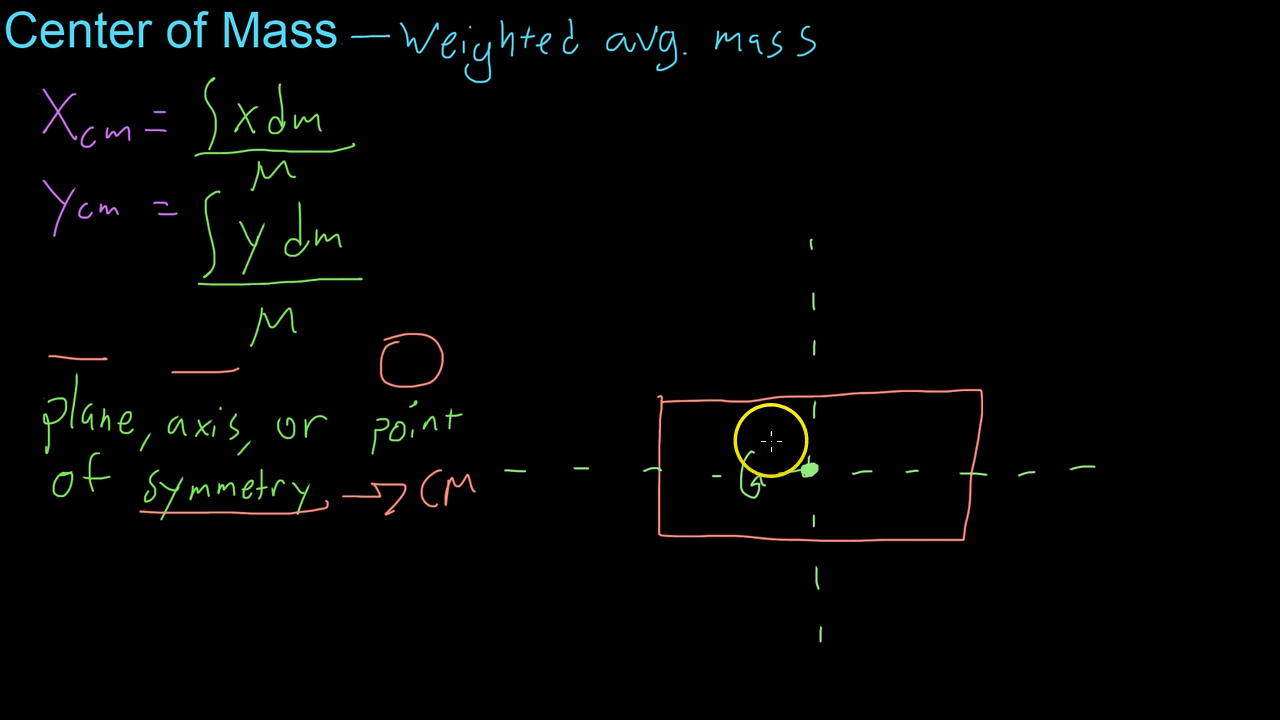 Center of Mass — Weighted avg. mass
Xcm = ∫ x dm / M
Ycm = ∫ y dm / M
plane, axis, or point
of symmetry → CM
G